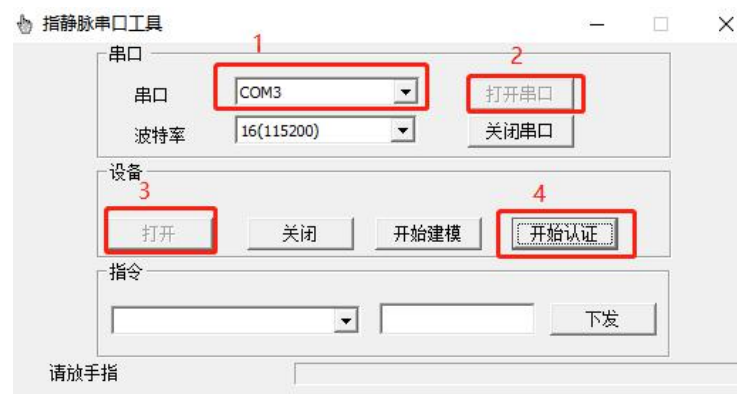 指静脉串口工具
1
2
串口
串口 COM3 打开串口
波特率 16(115200) 关闭串口
设备
3
4
打开 关闭 开始建模 开始认证
指令
下发
请放手指